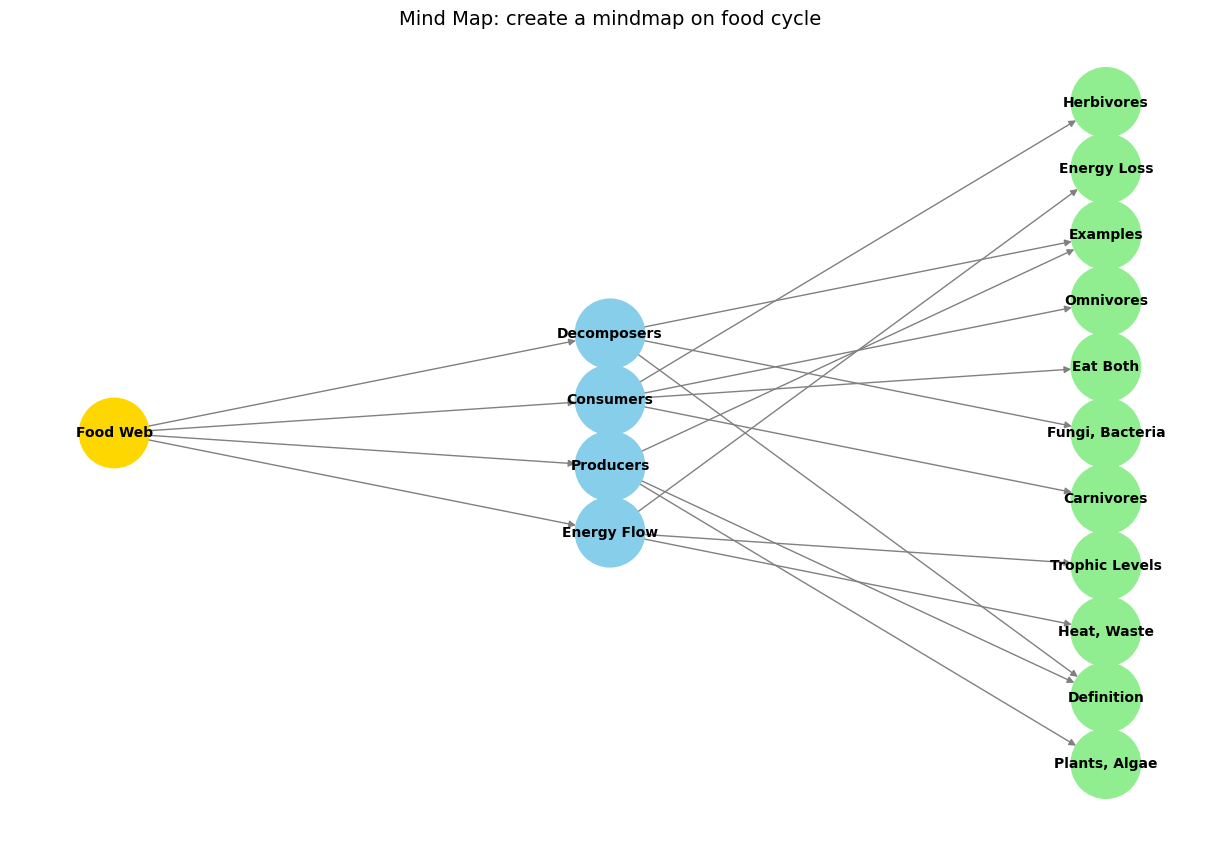 Mind Map: create a mindmap on food cycle
Food Web
Decomposers
Consumers
Producers
Energy Flow
Herbivores
Energy Loss
Examples
Omnivores
Eat Both
Fungi, Bacteria
Carnivores
Trophic Levels
Heat, Waste
Definition
Plants, Algae